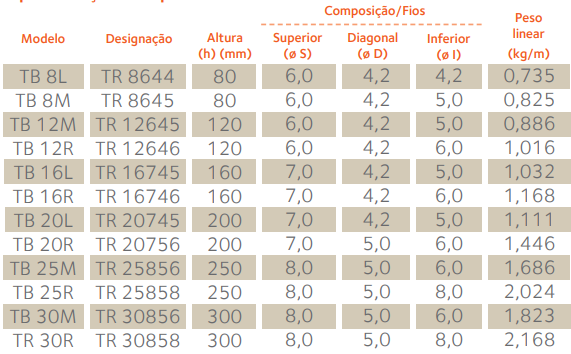 Composição/Fios
Modelo Designação Altura (h) (mm) Superior (ø S) Diagonal (ø D) Inferior (ø I) Peso linear (kg/m)
TB 8L TR 8644 80 6,0 4,2 4,2 0,735
TB 8M TR 8645 80 6,0 4,2 5,0 0,825
TB 12M TR 12645 120 6,0 4,2 5,0 0,886
TB 12R TR 12646 120 6,0 4,2 6,0 1,016
TB 16L TR 16745 160 7,0 4,2 5,0 1,032
TB 16R TR 16746 160 7,0 4,2 6,0 1,168
TB 20L TR 20745 200 7,0 4,2 5,0 1,111
TB 20R TR 20756 200 7,0 5,0 6,0 1,446
TB 25M TR 25856 250 8,0 5,0 6,0 1,686
TB 25R TR 25858 250 8,0 5,0 8,0 2,024
TB 30M TR 30856 300 8,0 5,0 6,0 1,823
TR 30R TR 30858 300 8,0 5,0 8,0 2,168